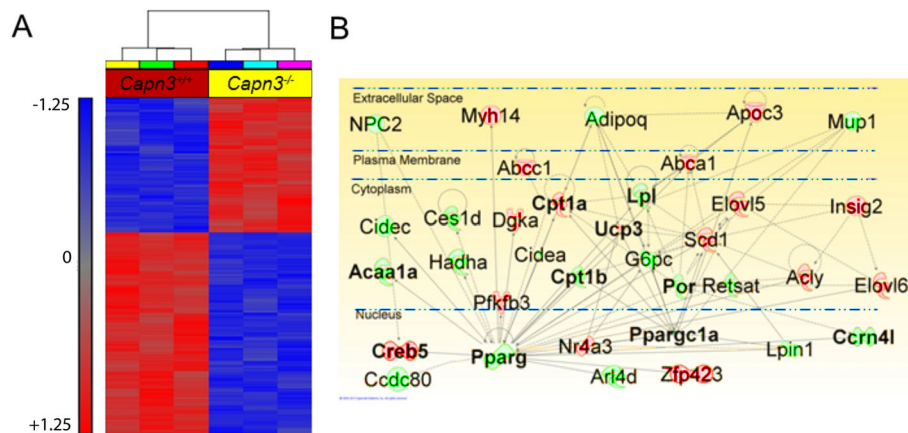 A
B
Capn3+/+ Capn3-/-
-1.25
0
+1.25
Extracellular Space
NPC2 Myh14 Adipoq Apoc3 Mup1
Plasma Membrane
Abcc1 Abca1
Cytoplasm
Cpt1a Lpl Elovl5 Insig2
Cidec Ces1d Dgka Ucp3 Scd1
Acaa1a Hadha Cidea G6pc
Cpt1b Por Retsat Acly Elovl6
Pfkfb3
Nucleus
Creb5 Pparg Nr4a3 Ppargc1a Lpin1 Ccrn4l
Ccdc80 Arl4d Zfp423